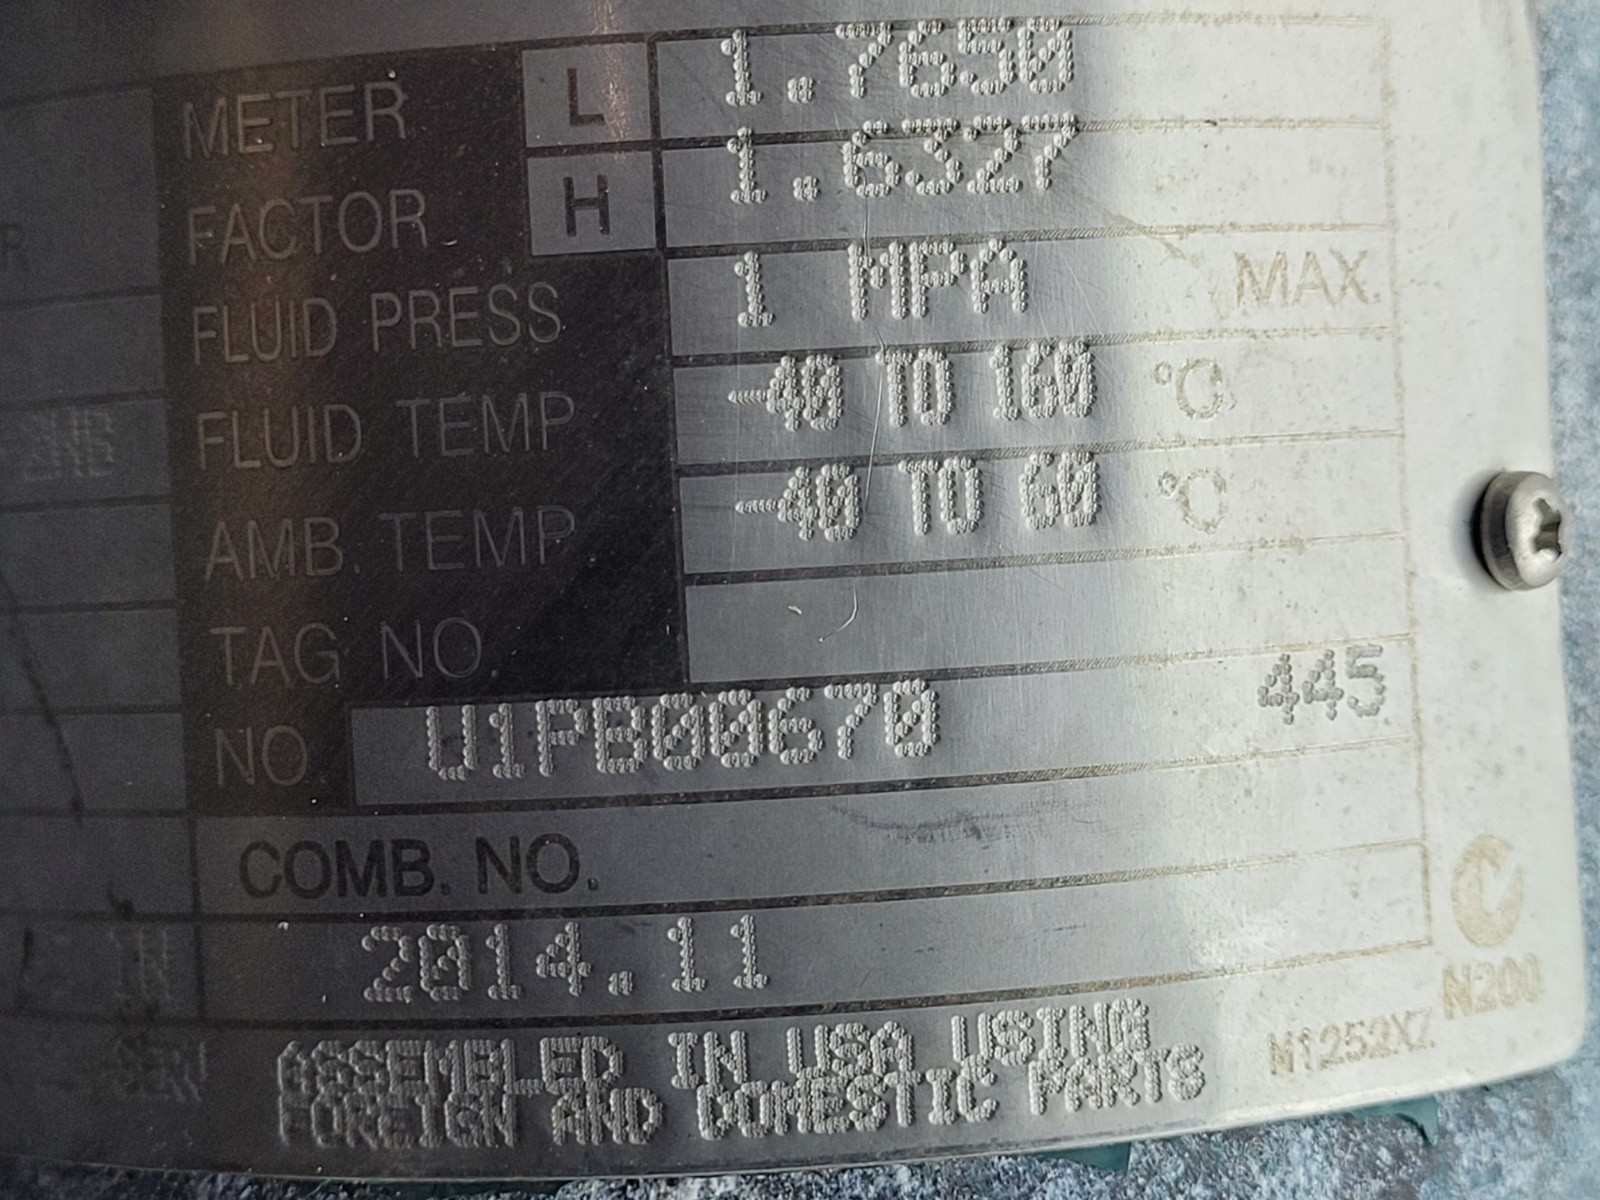 METER FACTOR L 1.7650
H 1.6327
FLUID PRESS 1 MPA MAX.
FLUID TEMP -40 TO 160 °C
AMB. TEMP -40 TO 60 °C
TAG NO
NO U1PB00670 445
COMB. NO.
2014.11
N200
ASSEMBLED IN USA USING M1252XZ
FOREIGN AND DOMESTIC PARTS